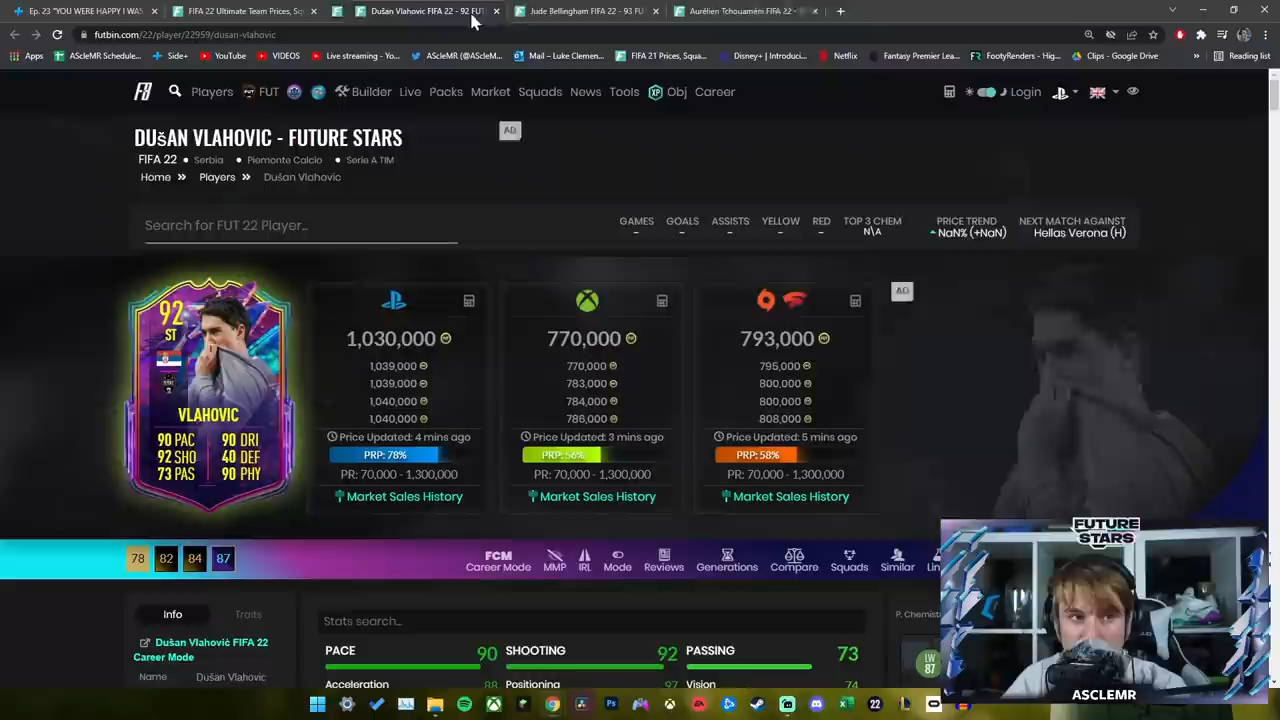 Ep. 23 "YOU WERE HAPPY I WAS
FIFA 22 Ultimate Team Prices, Sq
Dušan Vlahovic FIFA 22 - 92 FUT
Jude Bellingham FIFA 22 - 93 FU
Aurélien Tchouaméni FIFA 22 -
futbin.com/22/player/22959/dusan-vlahovic
Apps
AScleMR Schedule...
Side+
YouTube
VIDEOS
Live streaming - Yo...
AScleMR (@AScleM...
Mail – Luke Clemen...
FIFA 21 Prices, Squa...
Disney+ | Introduci...
Netflix
Fantasy Premier Lea...
FootyRenders - Hig...
Clips - Google Drive
»
Reading list
Players
FUT
Builder
Live
Packs
Market
Squads
News
Tools
Obj
Career
Login
DUšAN VLAHOVIC - FUTURE STARS
AD
FIFA 22 • Serbia • Piemonte Calcio • Serie A TIM
Home » Players » Dušan Vlahovic
Search for FUT 22 Player...
GAMES
-
GOALS
-
ASSISTS
-
YELLOW
-
RED
-
TOP 3 CHEM
N\A
PRICE TREND
NaN% (+NaN)
NEXT MATCH AGAINST
Hellas Verona (H)
92
ST
VLAHOVIC
90 PAC 90 DRI
92 SHO 40 DEF
73 PAS 90 PHY
1,030,000
1,039,000
1,039,000
1,040,000
1,040,000
Price Updated: 4 mins ago
PRP: 78%
PR: 70,000 - 1,300,000
Market Sales History
770,000
770,000
783,000
784,000
786,000
Price Updated: 3 mins ago
PRP: 56%
PR: 70,000 - 1,300,000
Market Sales History
793,000
795,000
800,000
800,000
808,000
Price Updated: 5 mins ago
PRP: 58%
PR: 70,000 - 1,300,000
Market Sales History
AD
78 82 84 87
FCM
Career Mode
MMP
IRL
Mode
Reviews
Generations
Compare
Squads
Similar
Info
Traits
Dušan Vlahović FIFA 22
Career Mode
Name Dušan Vlahovic
Stats search...
PACE 90
Acceleration 88
SHOOTING 92
Positioning 97
PASSING 73
Vision 74
P. Chemist
LW
87
FUTURE
STARS
ASCLEMR
22